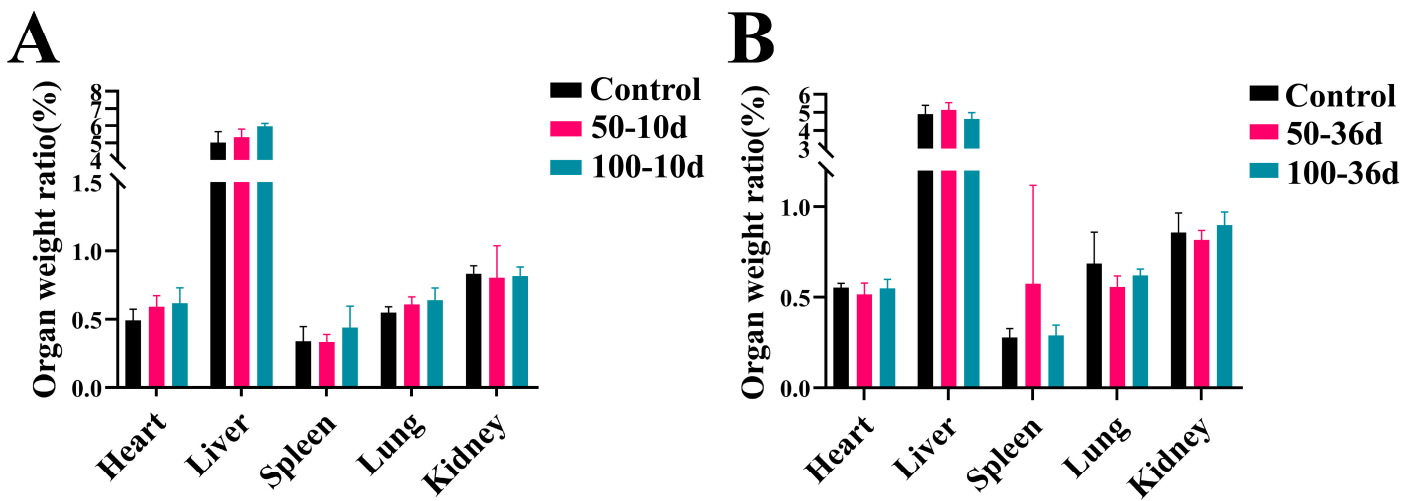 A
Organ weight ratio(%)
8
7
6
5
4
1.5
1.0
0.5
0.0
Heart
Liver
Spleen
Lung
Kidney
Control
50-10d
100-10d
B
Organ weight ratio(%)
6
5
4
3
1.0
0.5
0.0
Heart
Liver
Spleen
Lung
Kidney
Control
50-36d
100-36d